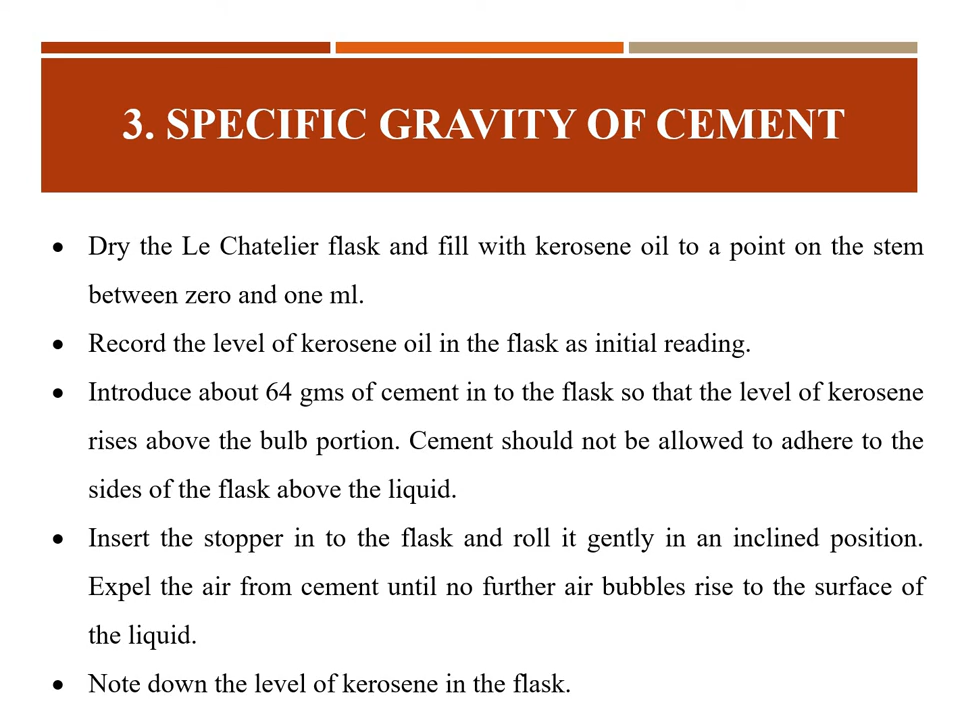 3. SPECIFIC GRAVITY OF CEMENT
• Dry the Le Chatelier flask and fill with kerosene oil to a point on the stem
between zero and one ml.
• Record the level of kerosene oil in the flask as initial reading.
• Introduce about 64 gms of cement in to the flask so that the level of kerosene
rises above the bulb portion. Cement should not be allowed to adhere to the
sides of the flask above the liquid.
• Insert the stopper in to the flask and roll it gently in an inclined position.
Expel the air from cement until no further air bubbles rise to the surface of
the liquid.
• Note down the level of kerosene in the flask.